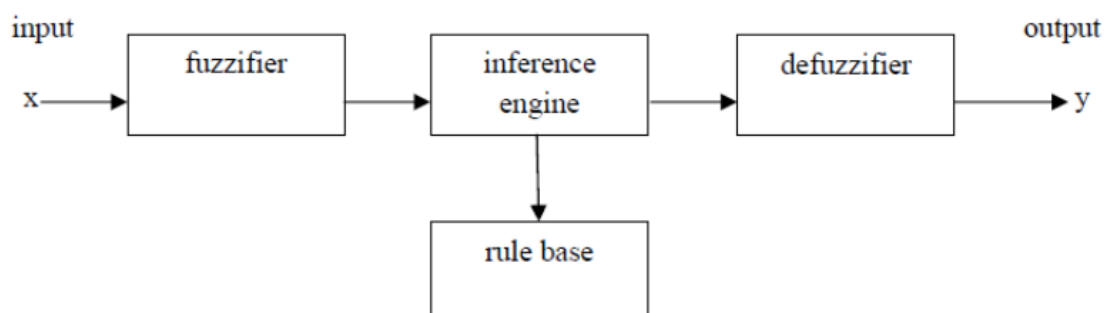 input
output
fuzzifier
inference
engine
defuzzifier
x
y
rule base